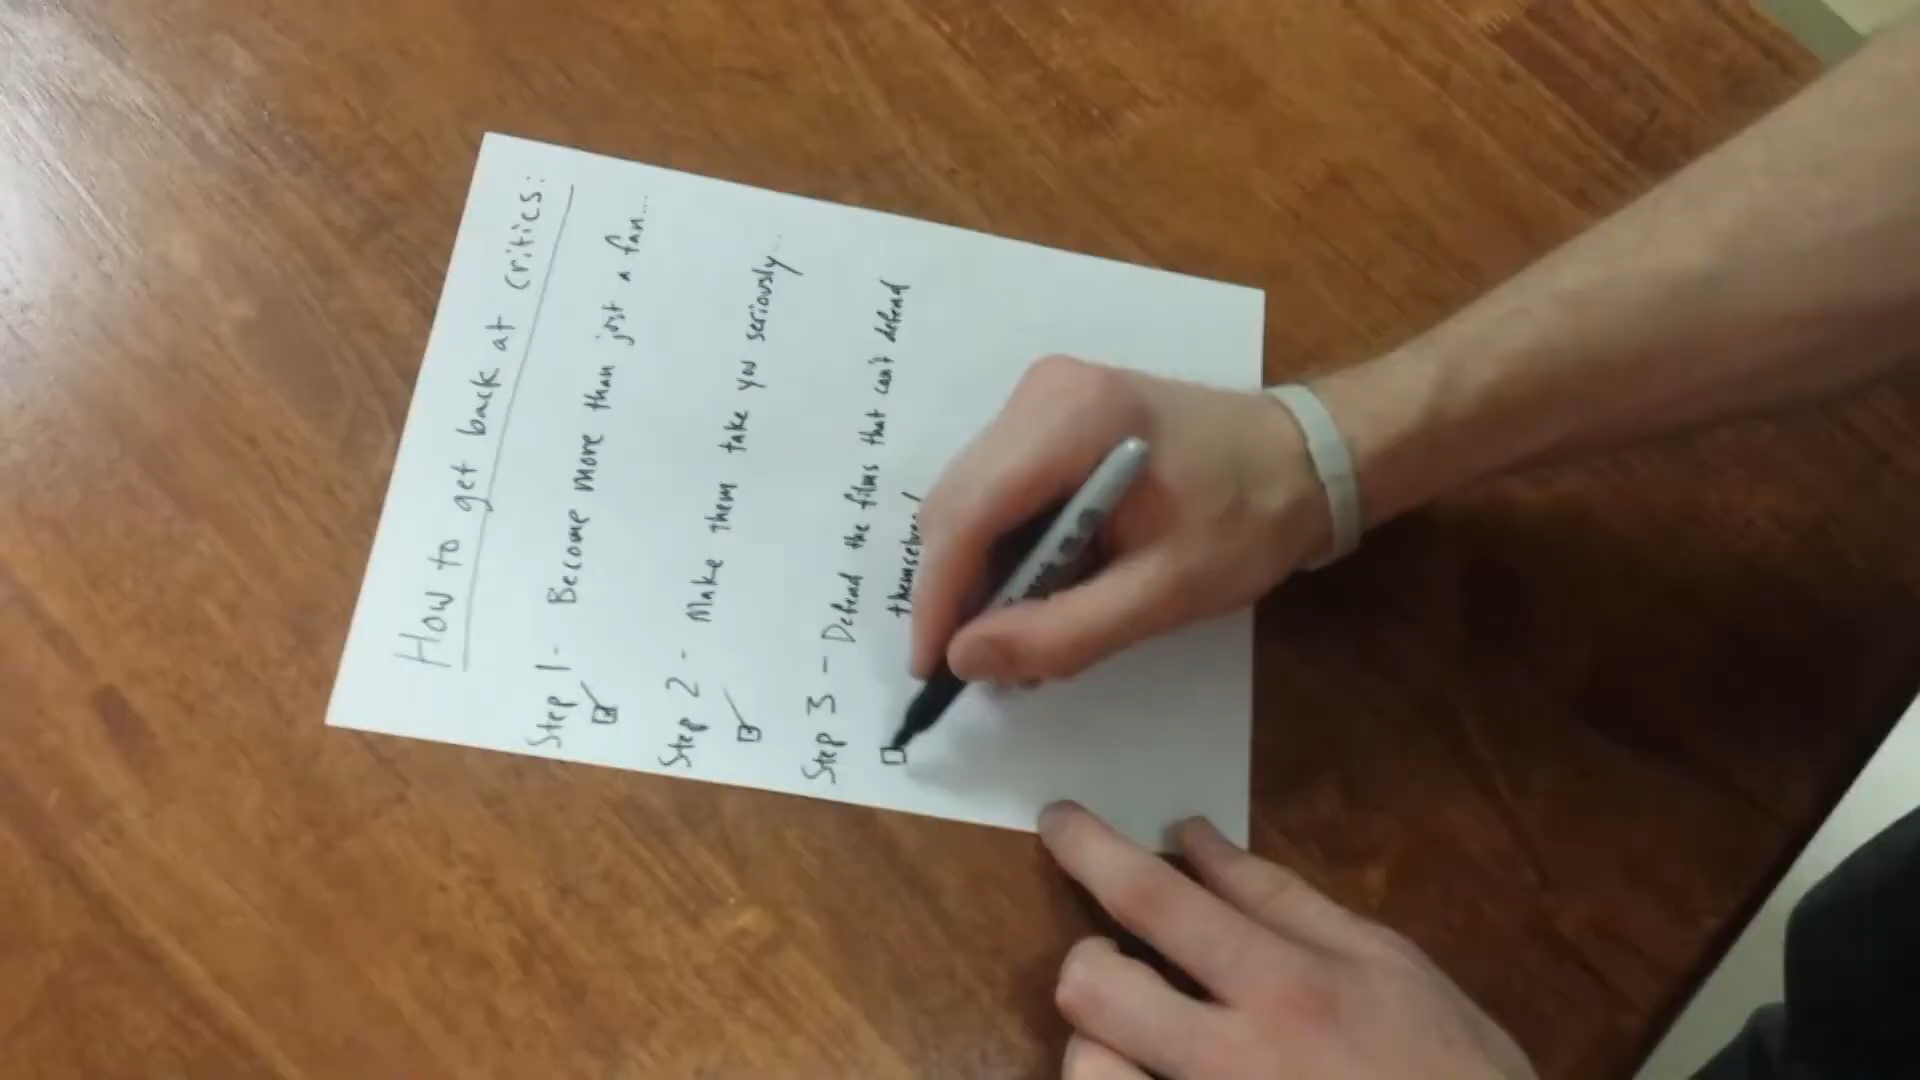 How to get back at critics:
Step 1 - Become more than just a fan...
Step 2 - Make them take you seriously...
Step 3 - Defend the films that can't defend
themselves!